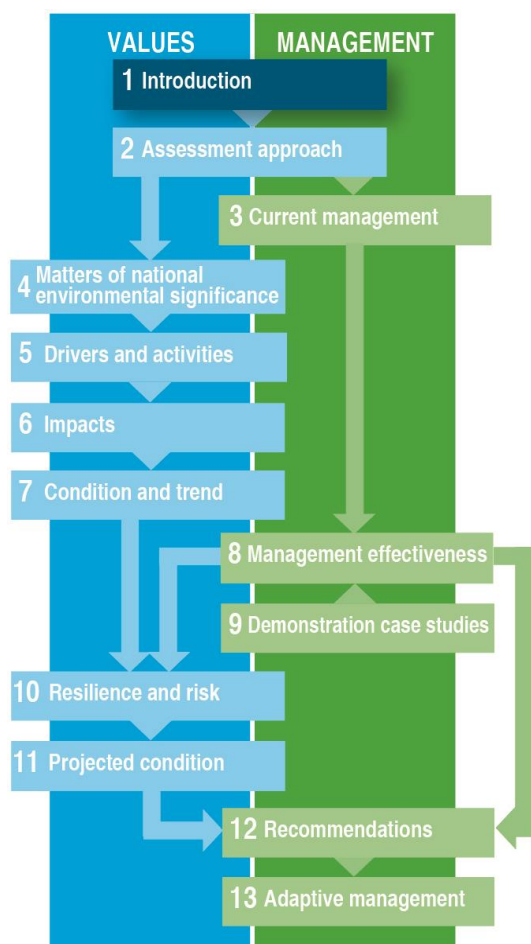 VALUES MANAGEMENT
1 Introduction
2 Assessment approach
3 Current management
4 Matters of national
environmental significance
5 Drivers and activities
6 Impacts
7 Condition and trend
8 Management effectiveness
9 Demonstration case studies
10 Resilience and risk
11 Projected condition
12 Recommendations
13 Adaptive management